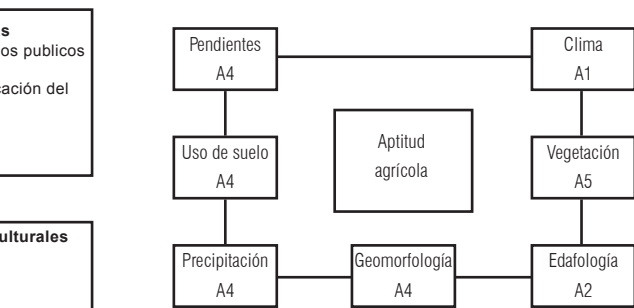 os publicos
del
ulturales
Pendientes
A4
Clima
A1
Uso de suelo
A4
Aptitud
agrícola
Vegetación
A5
Precipitación
A4
Geomorfología
A4
Edafología
A2